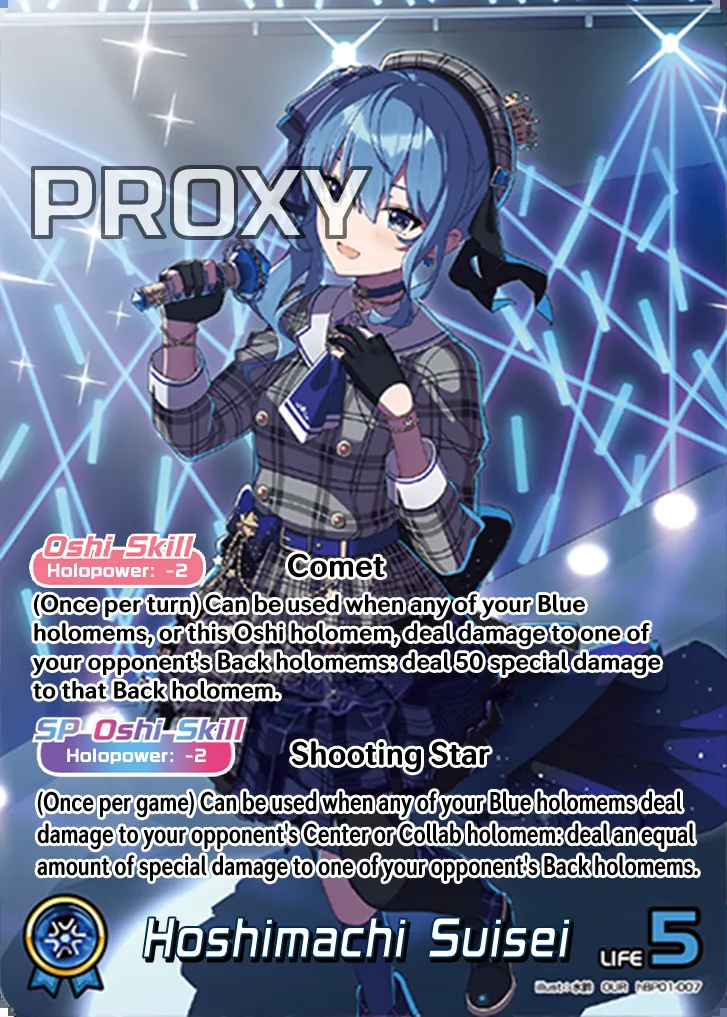 PROXY
Oshi Skill
Holopower: -2
Comet
(Once per turn) Can be used when any of your Blue
holomems, or this Oshi holomem, deal damage to one of
your opponent's Back holomems: deal 50 special damage
to that Back holomem.
SP Oshi Skill
Holopower: -2
Shooting Star
(Once per game) Can be used when any of your Blue holomems deal
damage to your opponent's Center or Collab holomem: deal an equal
amount of special damage to one of your opponent's Back holomems.
Hoshimachi Suisei
LIFE 5
illust: OUR hBP01-007